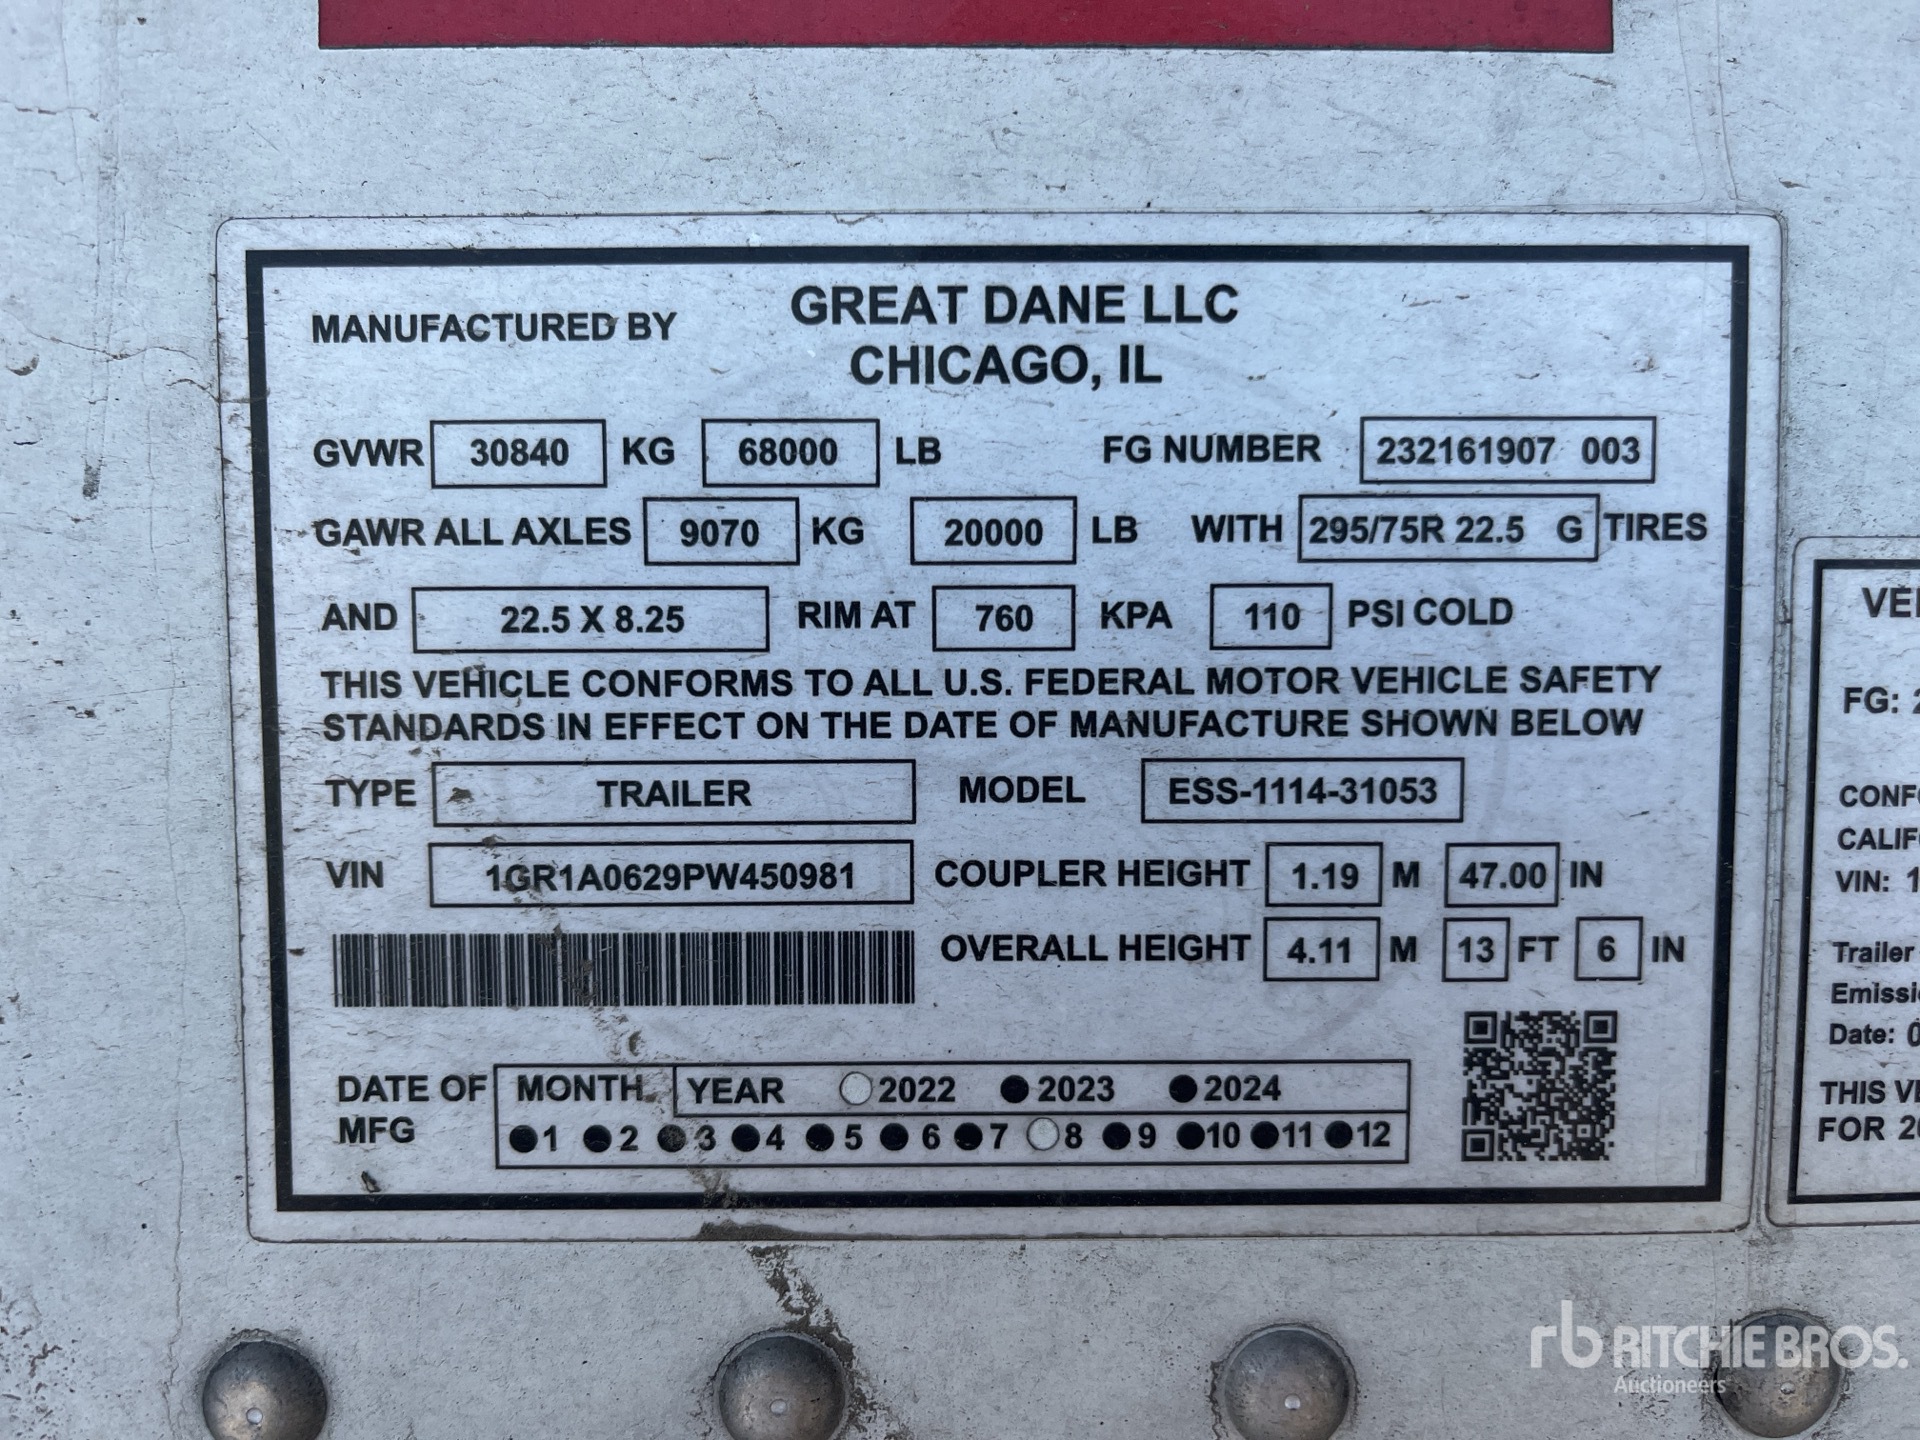 MANUFACTURED BY GREAT DANE LLC
CHICAGO, IL
GVWR 30840 KG 68000 LB FG NUMBER 232161907 003
GAWR ALL AXLES 9070 KG 20000 LB WITH 295/75R 22.5 G TIRES
AND 22.5 X 8.25 RIM AT 760 KPA 110 PSI COLD
THIS VEHICLE CONFORMS TO ALL U.S. FEDERAL MOTOR VEHICLE SAFETY
STANDARDS IN EFFECT ON THE DATE OF MANUFACTURE SHOWN BELOW
TYPE TRAILER MODEL ESS-1114-31053
VIN 1GR1A0629PW450981 COUPLER HEIGHT 1.19 M 47.00 IN
OVERALL HEIGHT 4.11 M 13 FT 6 IN
DATE OF MFG MONTH YEAR 2022 2023 2024
1 2 3 4 5 6 7 8 9 10 11 12
FG:
VIN: 1
Trailer
Date: 0
THIS
FOR
rb RITCHIE BROS.
Auctioneers